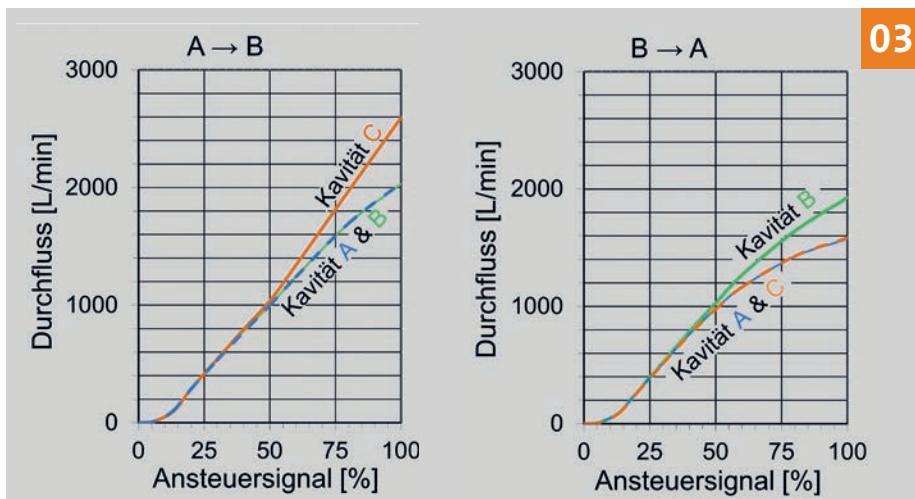 03
A → B
3000
2000
1000
0
Durchfluss [L/min]
Kavität C
Kavität A & B
0 25 50 75 100
Ansteuersignal [%]
B → A
3000
2000
1000
0
Durchfluss [L/min]
Kavität B
Kavität A & C
0 25 50 75 100
Ansteuersignal [%]